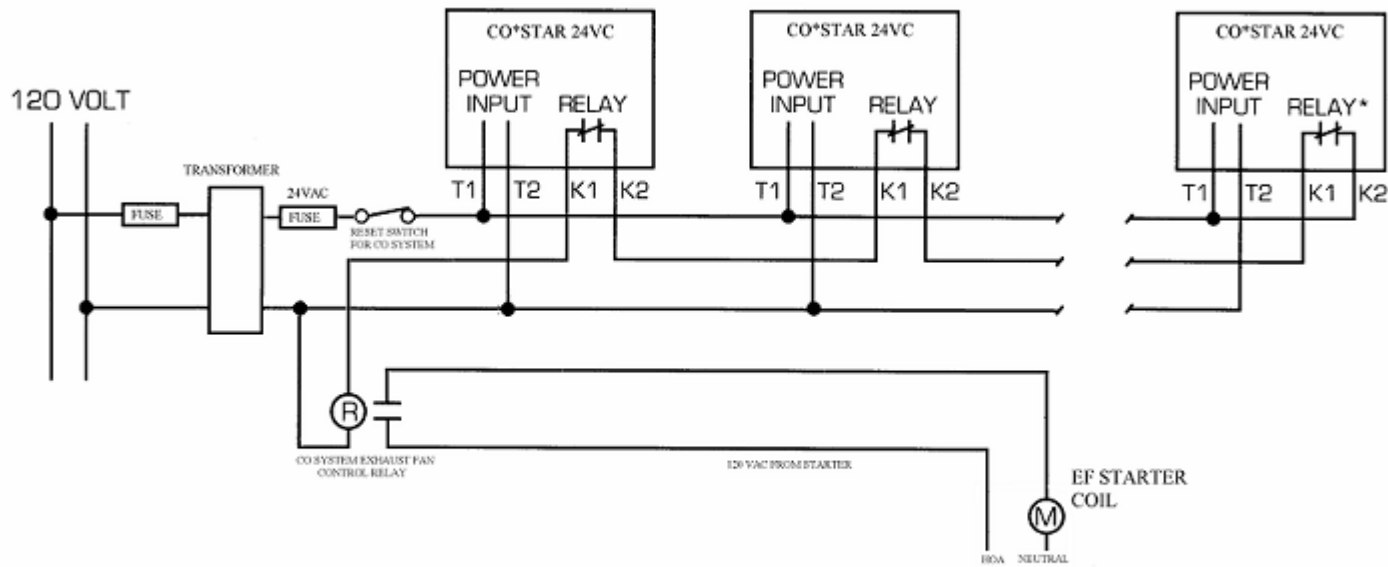 CO*STAR 24VC
CO*STAR 24VC
CO*STAR 24VC
POWER
INPUT
RELAY
POWER
INPUT
RELAY
POWER
INPUT
RELAY*
120 VOLT
TRANSFORMER
T1
T2
K1
K2
T1
T2
K1
K2
T1
T2
K1
K2
24VAC
FUSE
FUSE
RESET SWITCH
FOR CO SYSTEM
R
CO SYSTEM EXHAUST FAN
CONTROL RELAY
120 VAC FROM STARTER
EF STARTER
COIL
M
HOA
NEUTRAL